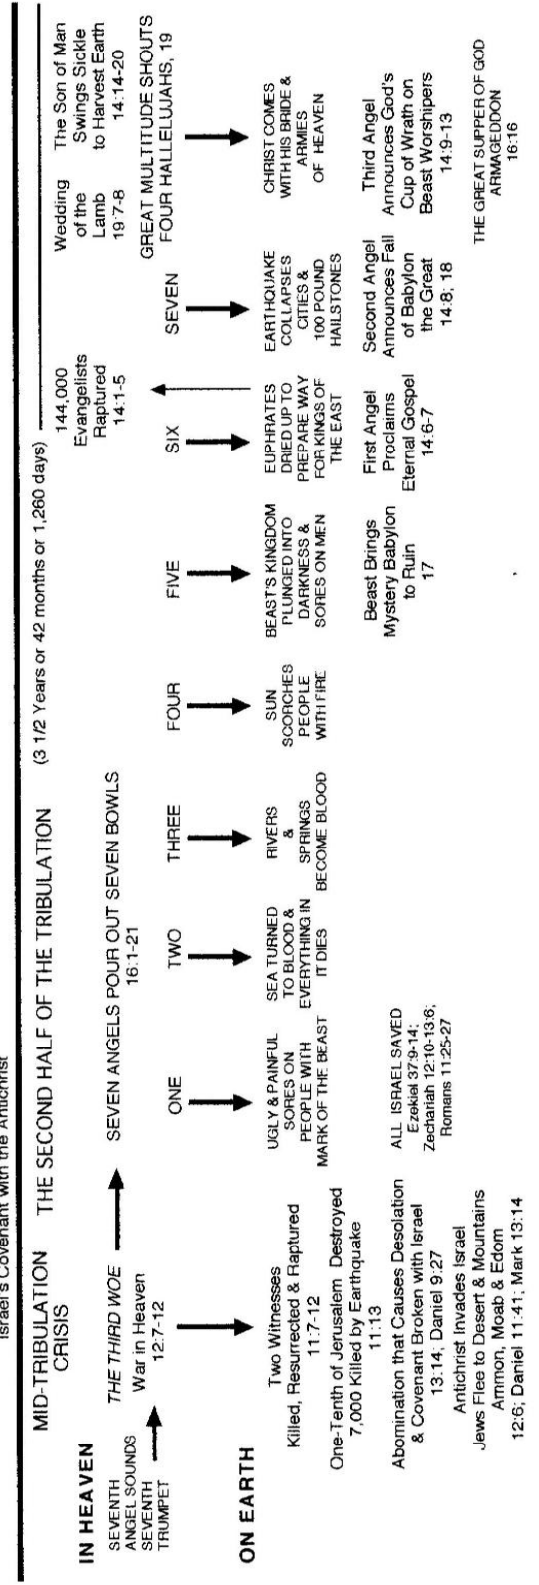 Israel's Covenant with the Antichrist
MID-TRIBULATION
CRISIS
THE SECOND HALF OF THE TRIBULATION
(3 1/2 Years or 42 months or 1,260 days)
IN HEAVEN
SEVENTH
ANGEL SOUNDS
SEVENTH
TRUMPET
THE THIRD WOE
War in Heaven
12:7-12
SEVEN ANGELS POUR OUT SEVEN BOWLS
16:1-21
144,000
Evangelists
Raptured
14:1-5
Wedding
of the
Lamb
19:7-8
The Son of Man
Swings Sickle
to Harvest Earth
14:14-20
GREAT MULTITUDE SHOUTS
FOUR HALLELUJAHS, 19
ONE
TWO
THREE
FOUR
FIVE
SIX
SEVEN
ON EARTH
Two Witnesses
Killed, Resurrected & Raptured
11:7-12
One-Tenth of Jerusalem Destroyed
7,000 Killed by Earthquake
11:13
Abomination that Causes Desolation
& Covenant Broken with Israel
13:14; Daniel 9:27
Antichrist Invades Israel
Jews Flee to Desert & Mountains
Ammon, Moab & Edom
12:6; Daniel 11:41; Mark 13:14
UGLY & PAINFUL
SORES ON
PEOPLE WITH
MARK OF THE BEAST
SEA TURNED
TO BLOOD &
EVERYTHING IN
IT DIES
RIVERS
&
SPRINGS
BECOME BLOOD
SUN
SCORCHES
PEOPLE
WITH FIRE
BEAST'S KINGDOM
PLUNGED INTO
DARKNESS &
SORES ON MEN
EUPHRATES
DRIED UP TO
PREPARE WAY
FOR KINGS OF
THE EAST
EARTHQUAKE
COLLAPSES
CITIES &
100 POUND
HAILSTONES
CHRIST COMES
WITH HIS BRIDE &
ARMIES
OF HEAVEN
ALL ISRAEL SAVED
Ezekiel 37:9-14;
Zechariah 12:10-13:6;
Romans 11:25-27
Beast Brings
Mystery Babylon
to Ruin
17
First Angel
Proclaims
Eternal Gospel
14:6-7
Second Angel
Announces Fall
of Babylon
the Great
14:8; 18
Third Angel
Announces God's
Cup of Wrath on
Beast Worshipers
14:9-13
THE GREAT SUPPER OF GOD
ARMAGEDDON
16:16